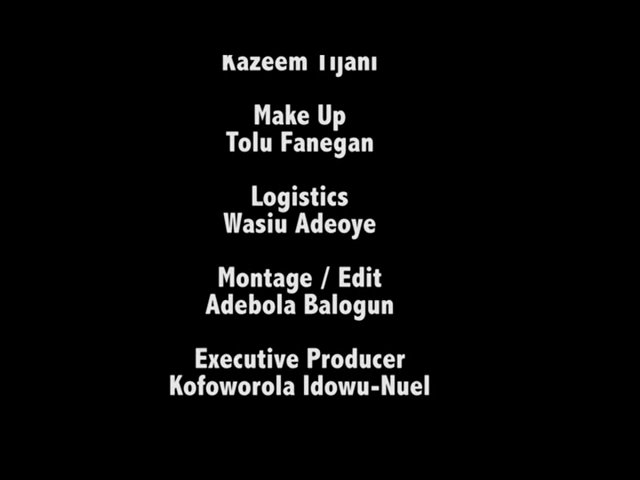 Kazeem Tijani
Make Up
Tolu Fanegan
Logistics
Wasiu Adeoye
Montage / Edit
Adebola Balogun
Executive Producer
Kofoworola Idowu-Nuel